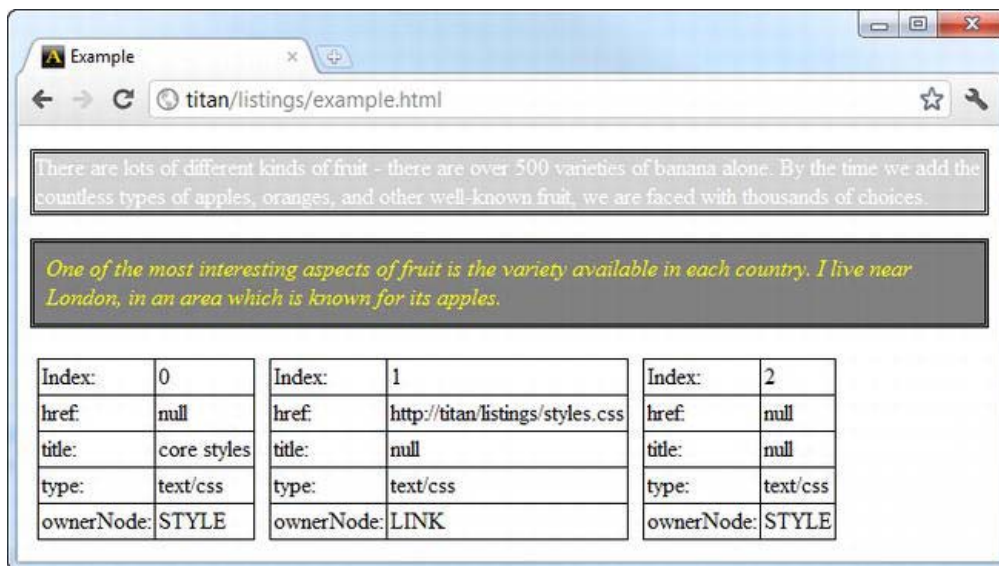 Example
titan/listings/example.html
There are lots of different kinds of fruit - there are over 500 varieties of banana alone. By the time we add the
countless types of apples, oranges, and other well-known fruit, we are faced with thousands of choices.
One of the most interesting aspects of fruit is the variety available in each country. I live near
London, in an area which is known for its apples.
Index: 0
href: null
title: core styles
type: text/css
ownerNode: STYLE
Index: 1
href: http://titan/listings/styles.css
title: null
type: text/css
ownerNode: LINK
Index: 2
href: null
title: null
type: text/css
ownerNode: STYLE